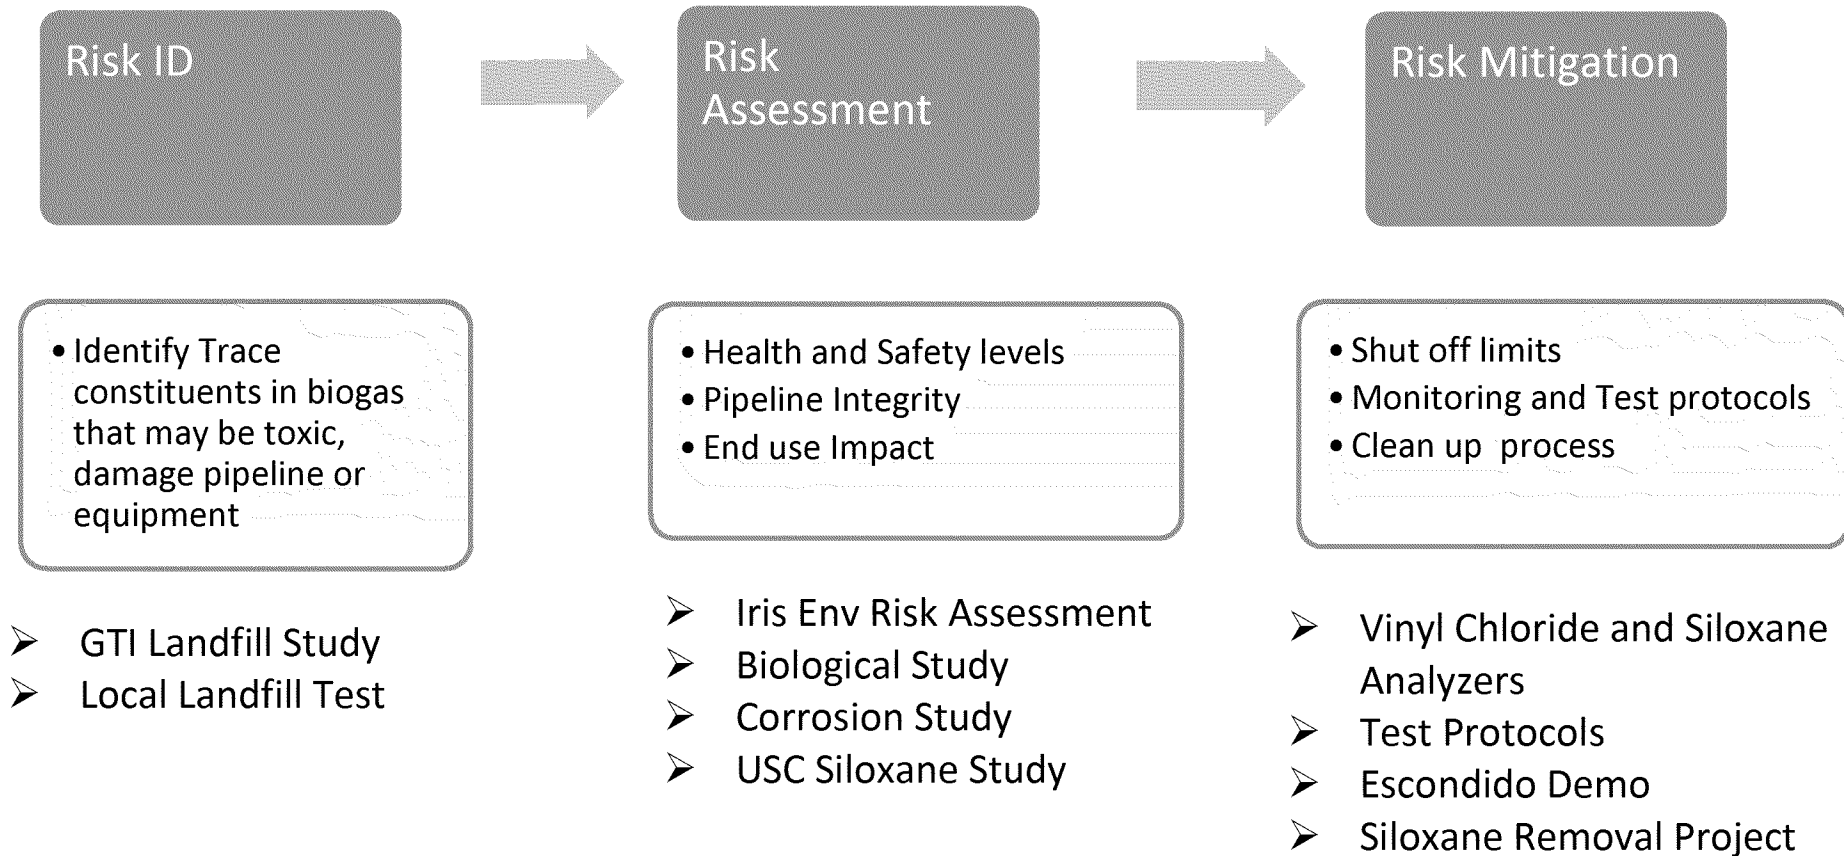 Risk ID
Risk
Assessment
Risk Mitigation
• Identify Trace
constituents in biogas
that may be toxic,
damage pipeline or
equipment
• Health and Safety levels
• Pipeline Integrity
• End use Impact
• Shut off limits
• Monitoring and Test protocols
• Clean up process
➢ GTI Landfill Study
➢ Local Landfill Test
➢ Iris Env Risk Assessment
➢ Biological Study
➢ Corrosion Study
➢ USC Siloxane Study
➢ Vinyl Chloride and Siloxane
Analyzers
➢ Test Protocols
➢ Escondido Demo
➢ Siloxane Removal Project